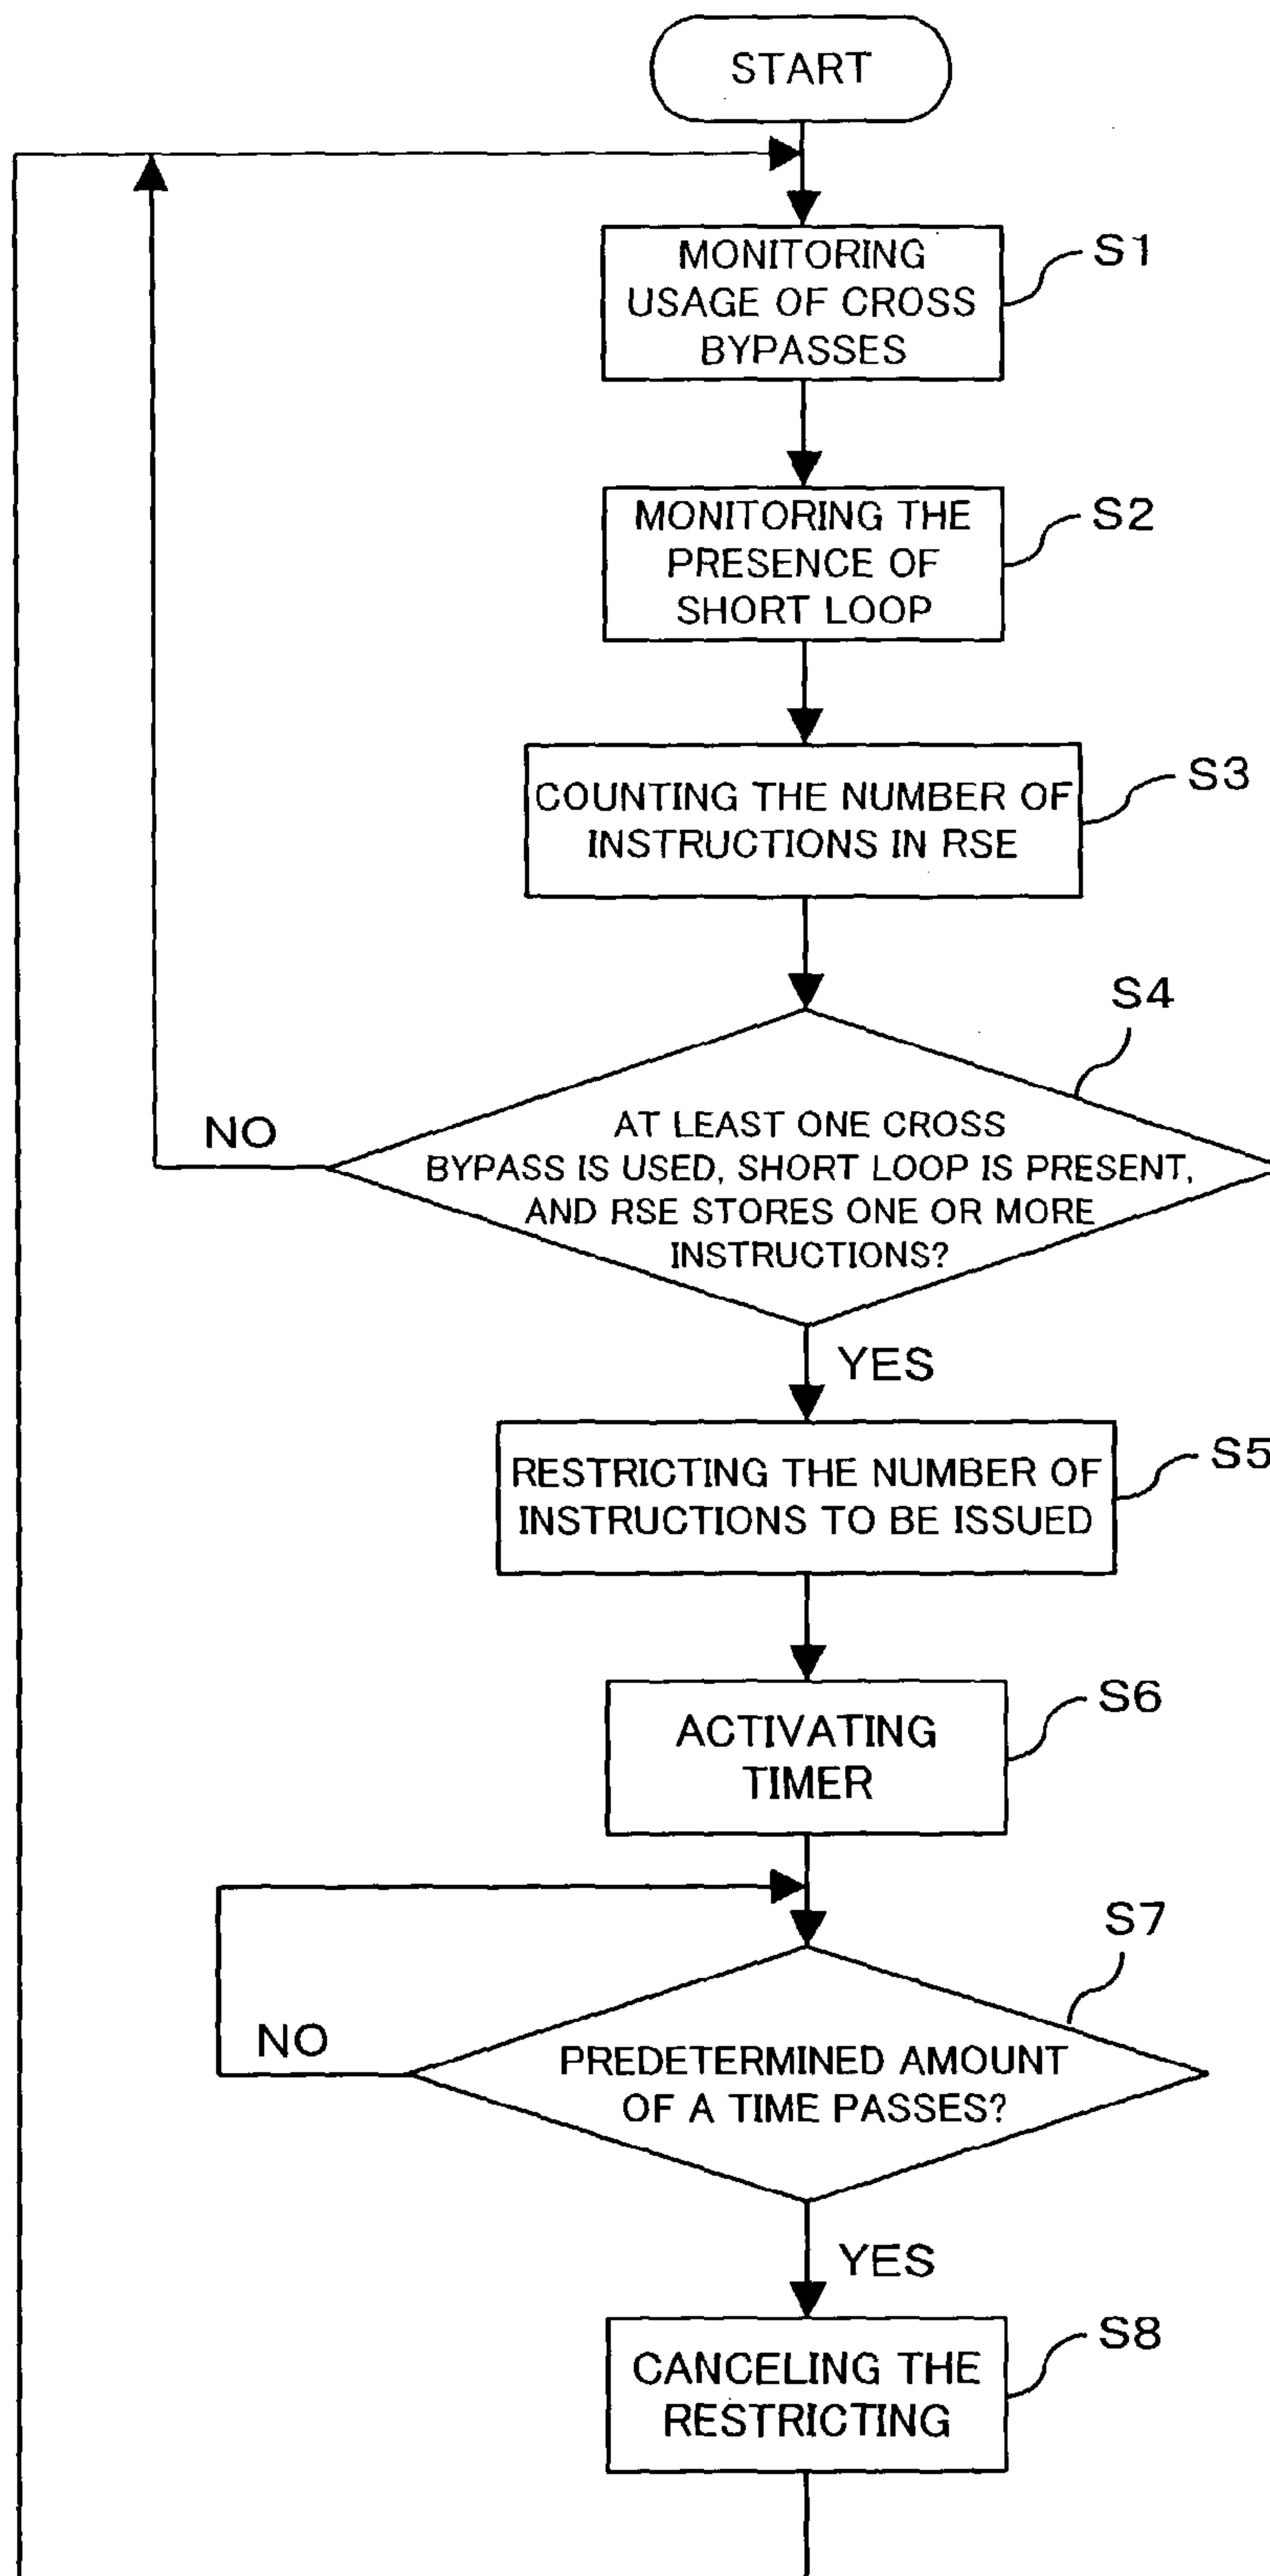 START
MONITORING
USAGE OF CROSS
BYPASSES
S1
MONITORING THE
PRESENCE OF
SHORT LOOP
S2
COUNTING THE NUMBER OF
INSTRUCTIONS IN RSE
S3
S4
AT LEAST ONE CROSS
BYPASS IS USED, SHORT LOOP IS PRESENT,
AND RSE STORES ONE OR MORE
INSTRUCTIONS?
NO
YES
RESTRICTING THE NUMBER OF
INSTRUCTIONS TO BE ISSUED
S5
ACTIVATING
TIMER
S6
S7
PREDETERMINED AMOUNT
OF A TIME PASSES?
NO
YES
CANCELING THE
RESTRICTING
S8